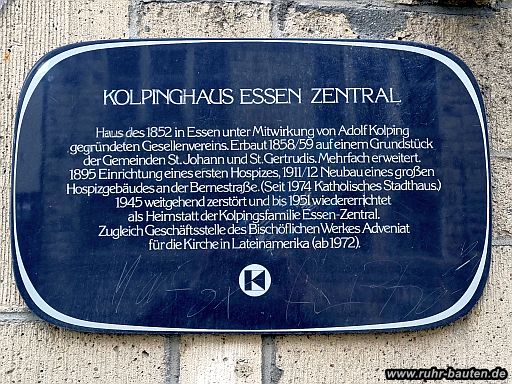 KOLPINGHAUS ESSEN ZENTRAL
Haus des 1852 in Essen unter Mitwirkung von Adolf Kolping
gegründeten Gesellenvereins. Erbaut 1858/59 auf einem Grundstück
der Gemeinden St. Johann und St. Gertrudis. Mehrfach erweitert.
1895 Einrichtung eines ersten Hospizes, 1911/12 Neubau eines großen
Hospizgebäudes an der Bernestraße. (Seit 1974 Katholisches Stadthaus.)
1945 weitgehend zerstört und bis 1951 wiedererrichtet
als Heimstatt der Kolpingsfamilie Essen-Zentral.
Zugleich Geschäftsstelle des Bischöflichen Werkes Adveniat
für die Kirche in Lateinamerika (ab 1972).
K
www.ruhr-bauten.de